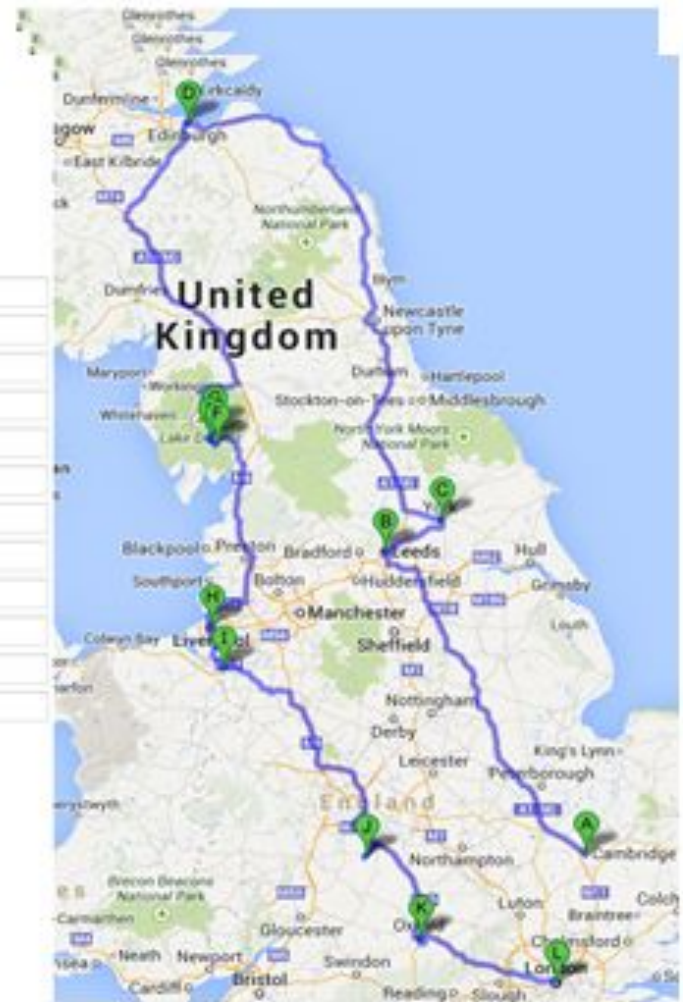 Glenrothes
Glenrothes
Glenrothes
Dunfermline
D
Kirkcaldy
Edinburgh
East Kilbride
Northumberland
National Park
Dumfries
United
Kingdom
Blyth
Newcastle
upon Tyne
Durham
Hartlepool
Maryport
Workington
Whitehaven
Stockton-on-Tees
Middlesbrough
G
F
Lake D
North York Moors
National Park
C
York
B
Leeds
Blackpool
Preston
Bradford
Hull
Southport
Bolton
Huddersfield
Grimsby
H
Manchester
Louth
Colwyn Bay
Liverpool
I
Sheffield
Nottingham
Derby
King's Lynn
Leicester
Peterborough
England
A
J
Cambridge
Northampton
Brecon Beacons
National Park
K
Luton
Colch
Braintree
Carmarthen
Gloucester
Oxford
Chelmsford
L
London
Neath
Newport
Swindon
Cardiff
Bristol
Reading
Slough